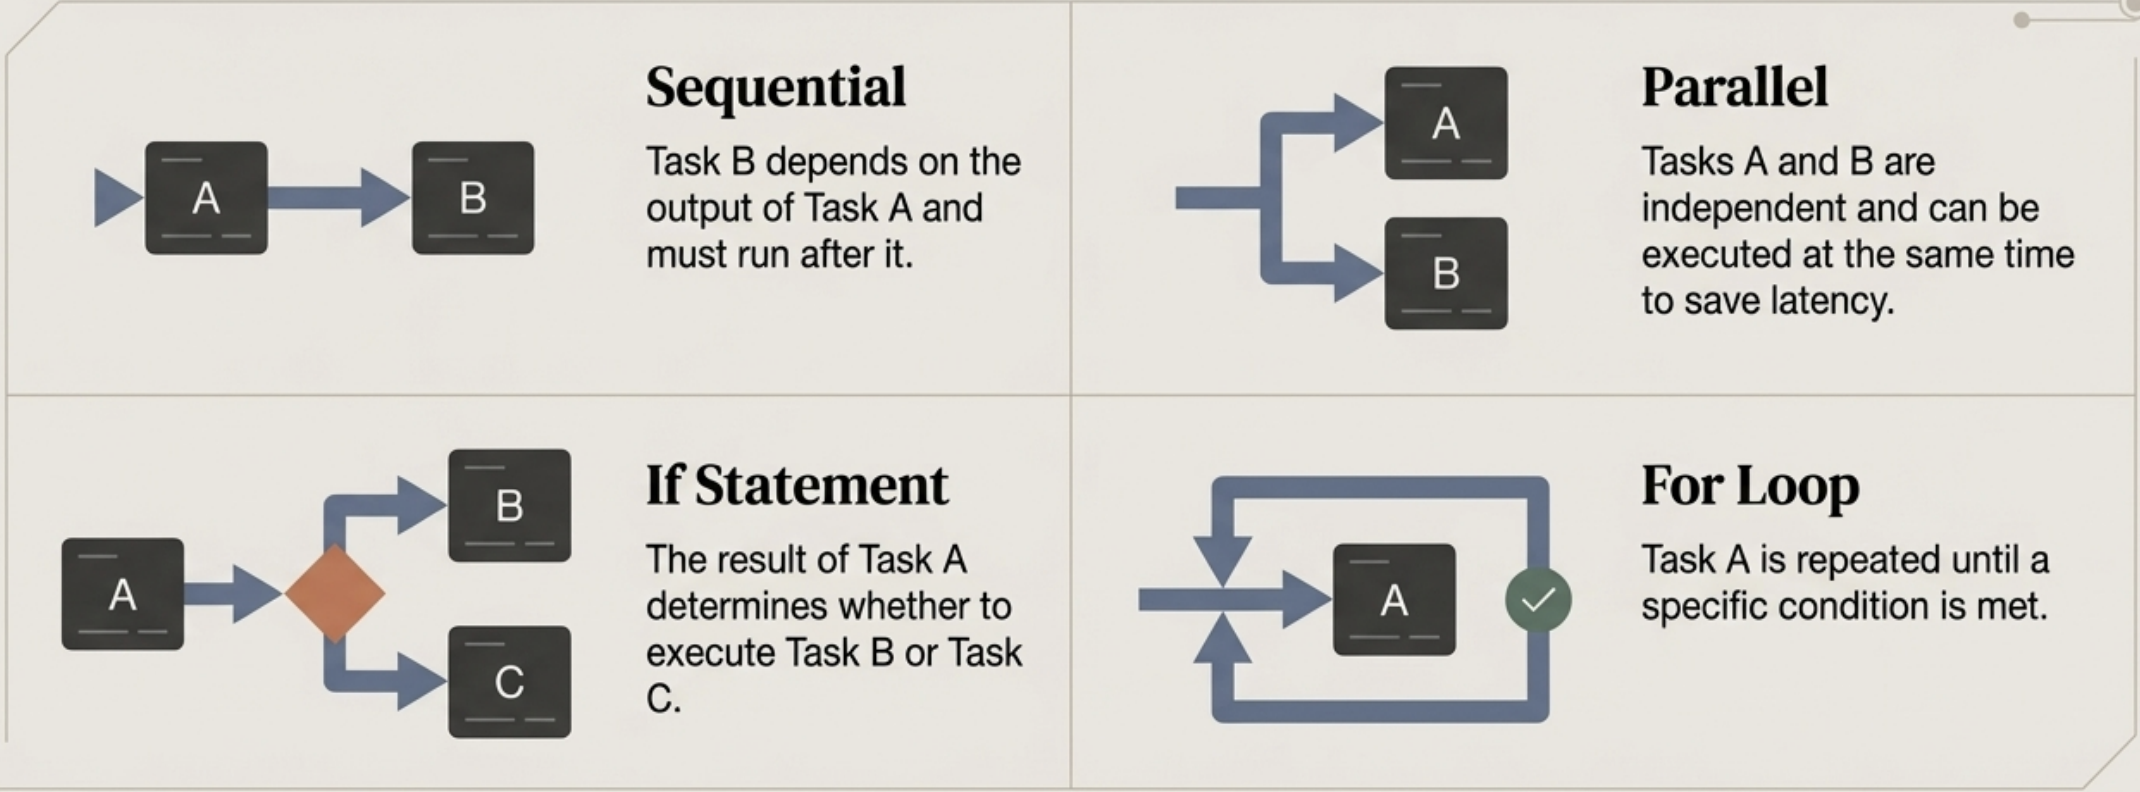 A
B
Sequential
Task B depends on the
output of Task A and
must run after it.
A
B
Parallel
Tasks A and B are
independent and can be
executed at the same time
to save latency.
A
B
C
If Statement
The result of Task A
determines whether to
execute Task B or Task
C.
A
For Loop
Task A is repeated until a
specific condition is met.